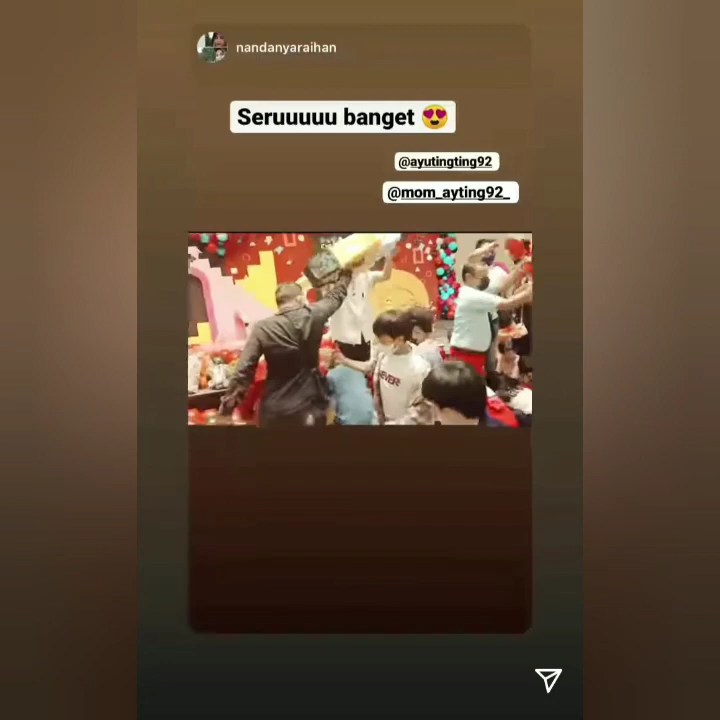 nandanyaraihan
Seruuuuu banget 😍
@ayutingting92
@mom_ayting92_